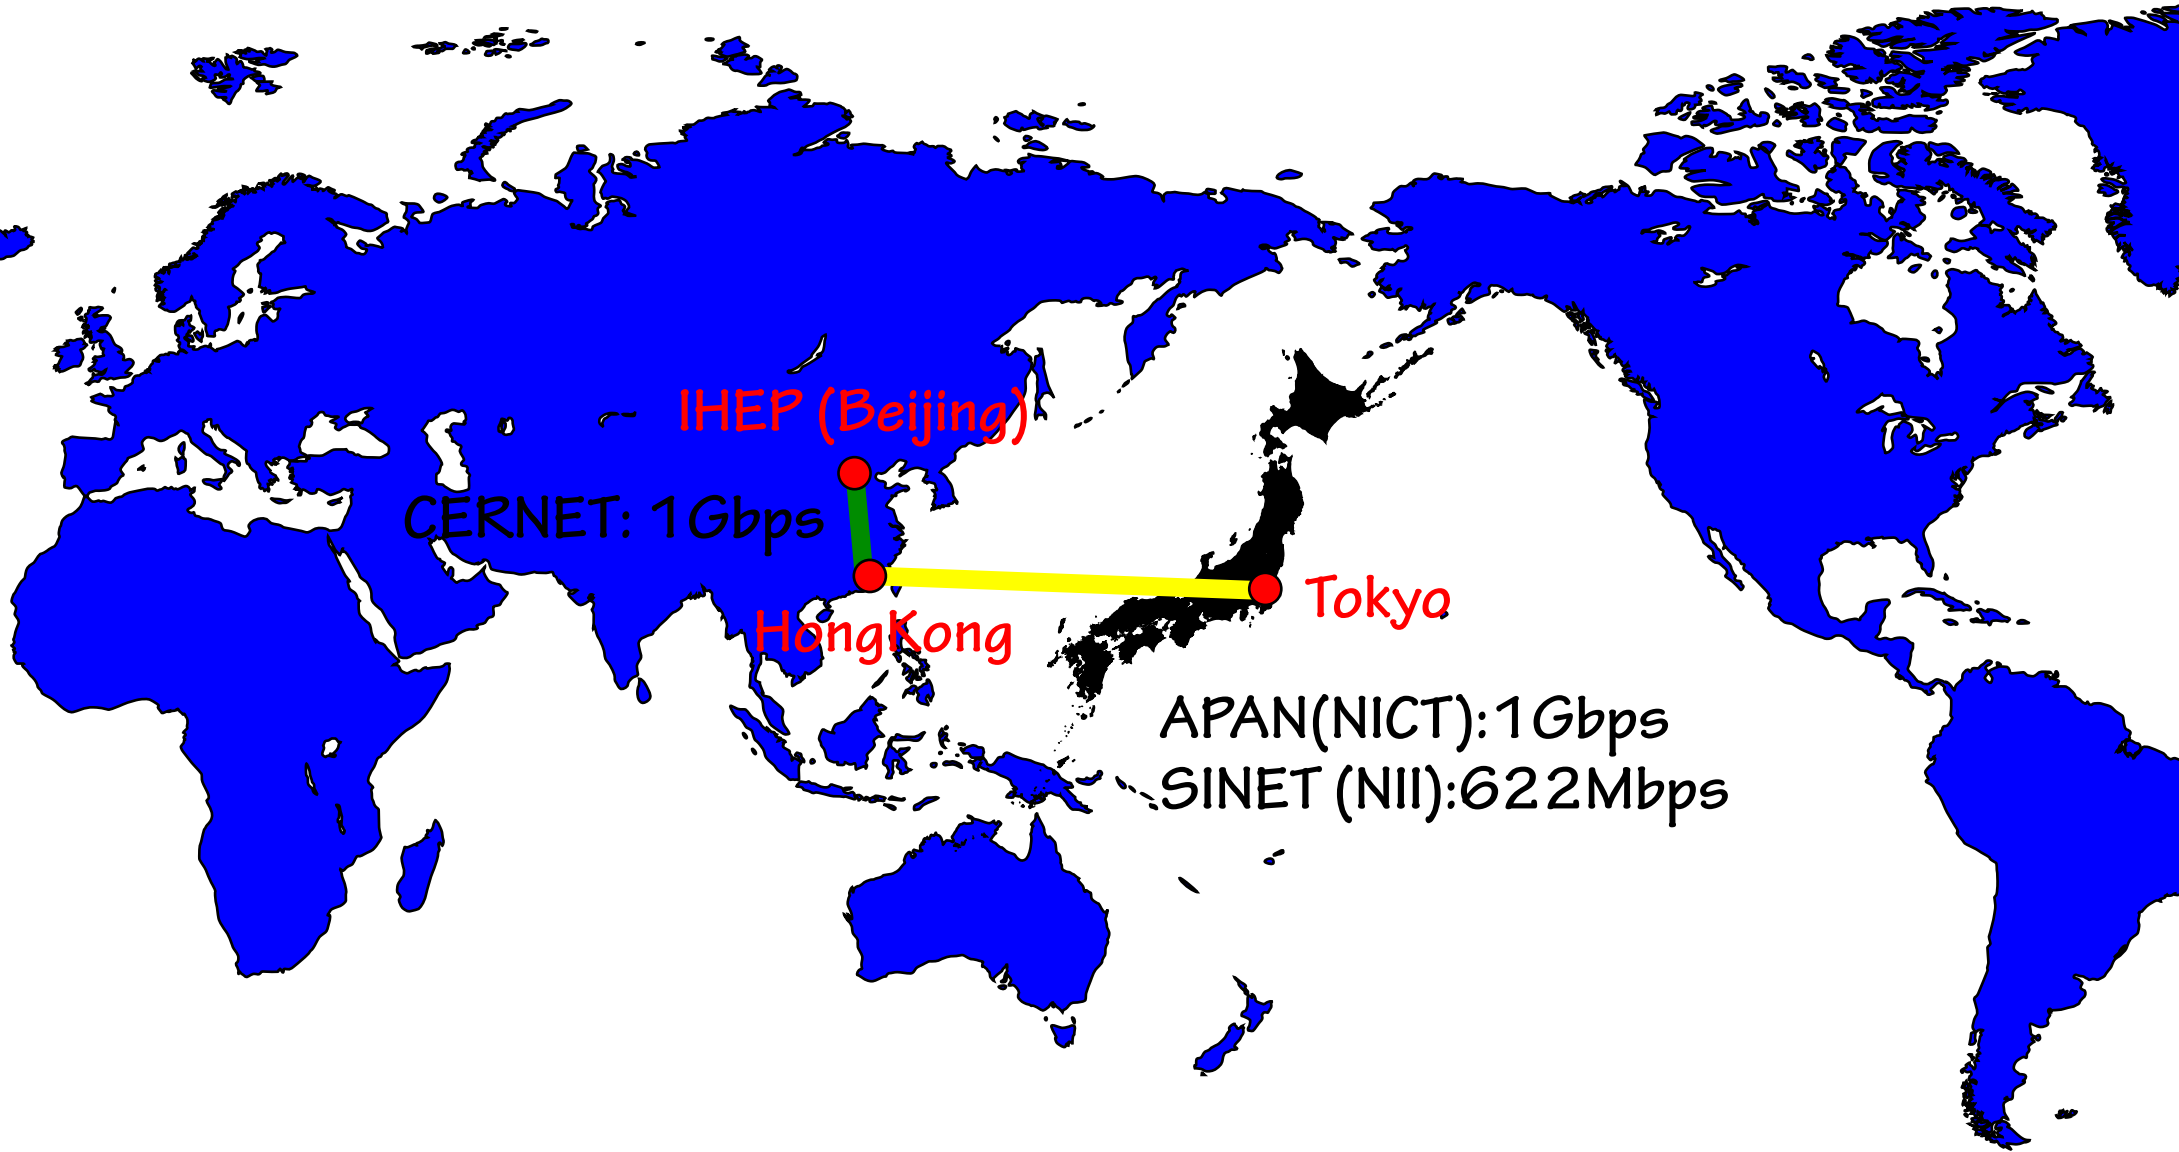 IHEP (Beijing)
CERNET: 1Gbps
Tokyo
HongKong
APAN(NICT):1Gbps
SINET (NII):622Mbps